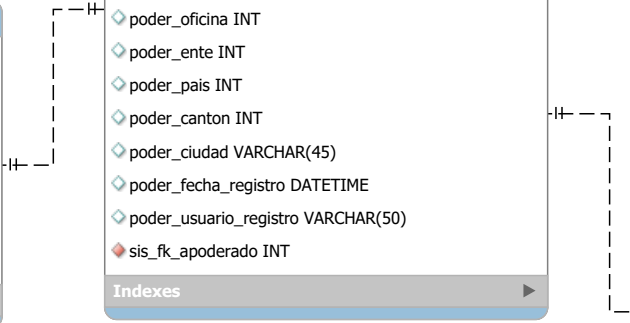 poder_oficina INT
poder_ente INT
poder_pais INT
poder_canton INT
poder_ciudad VARCHAR(45)
poder_fecha_registro DATETIME
poder_usuario_registro VARCHAR(50)
sis_fk_apoderado INT
Indexes